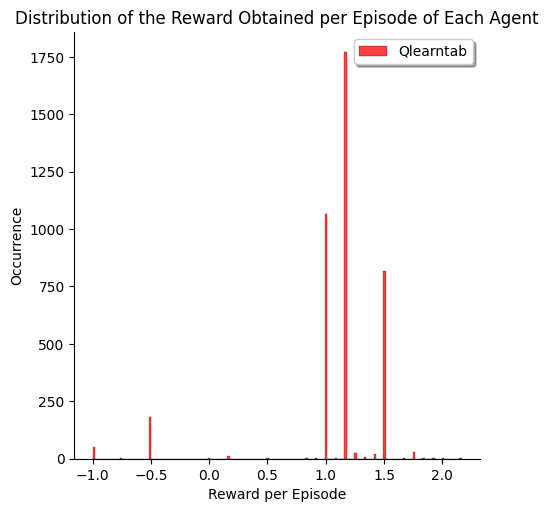 Distribution of the Reward Obtained per Episode of Each Agent
Qlearntab
1750
1500
1250
1000
750
500
250
0
Occurrence
−1.0 −0.5 0.0 0.5 1.0 1.5 2.0
Reward per Episode